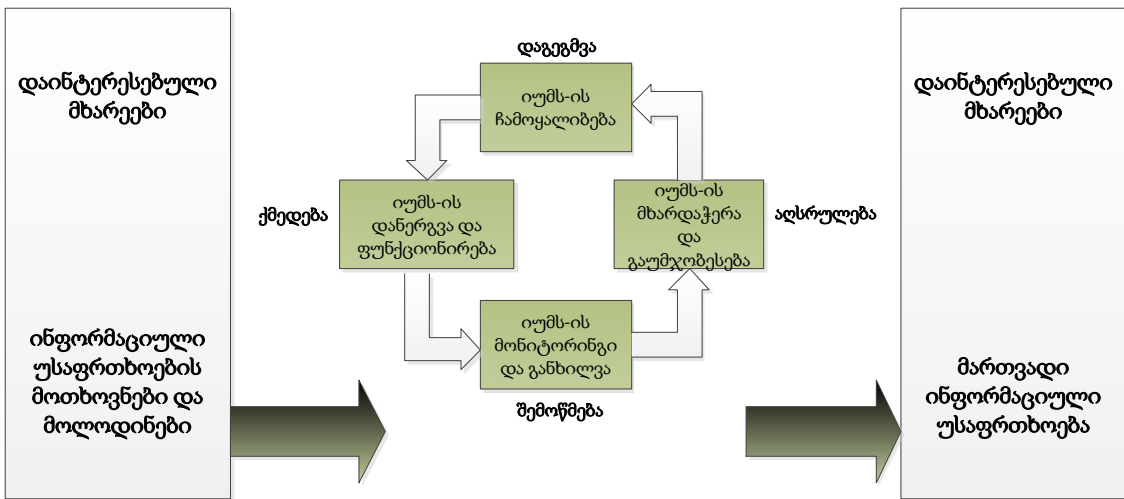 დაინტერესებული
მხარეები
ინფორმაციული
უსაფრთხოების
მოთხოვნები და
მოლოდინები
დაგეგმვა
იუმს-ის
ჩამოყალიბება
ქმედება
იუმს-ის
დანერგვა და
ფუნქციონირება
იუმს-ის
მხარდაჭერა
და
გაუმჯობესება
აღსრულება
იუმს-ის
მონიტორინგი
და განხილვა
შემოწმება
დაინტერესებული
მხარეები
მართვადი
ინფორმაციული
უსაფრთხოება